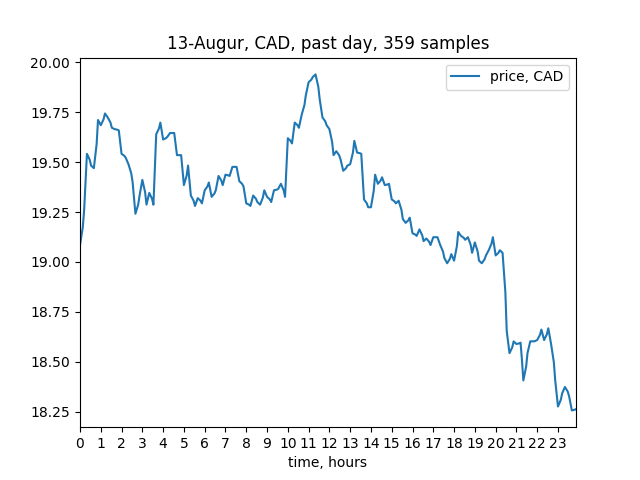 13-Augur, CAD, past day, 359 samples
price, CAD
20.00
19.75
19.50
19.25
19.00
18.75
18.50
18.25
0 1 2 3 4 5 6 7 8 9 10 11 12 13 14 15 16 17 18 19 20 21 22 23
time, hours